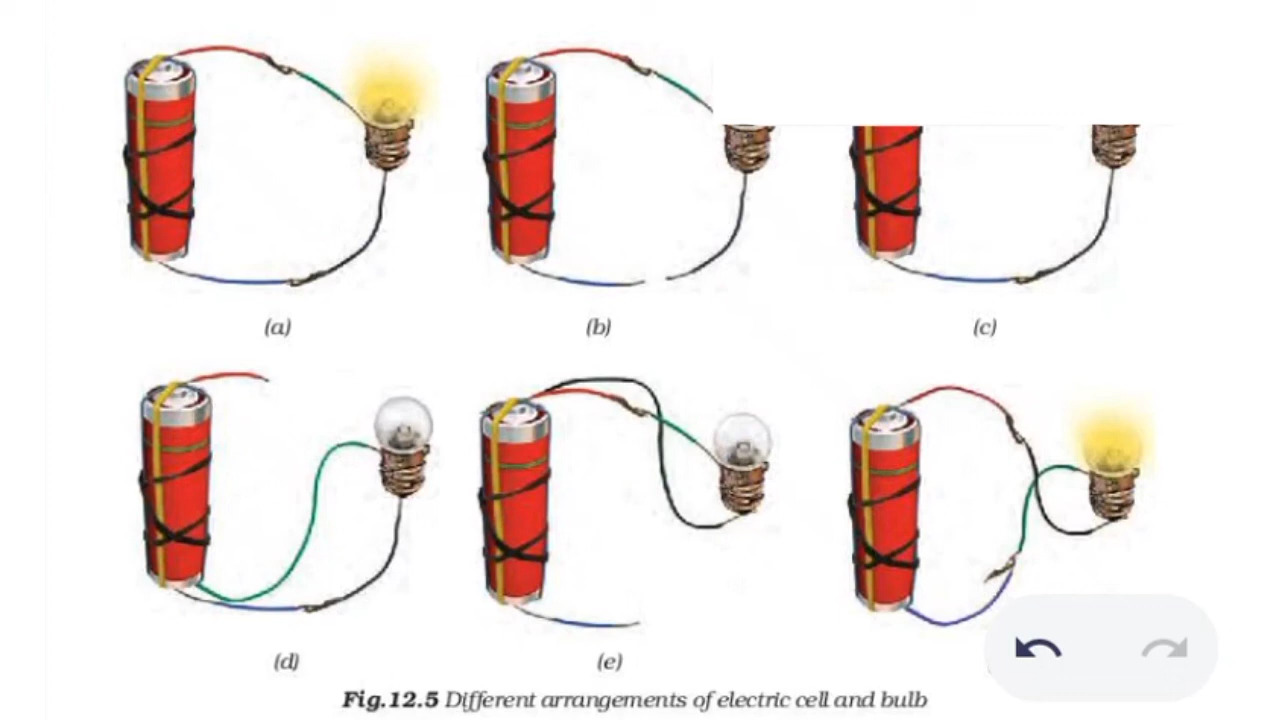 (a)
(b)
(c)
(d)
(e)
Fig.12.5 Different arrangements of electric cell and bulb